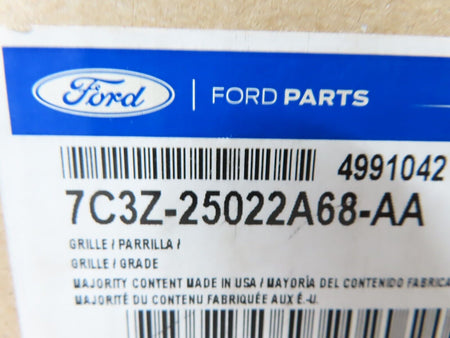 Ford
FORD PARTS
4991042
7C3Z-25022A68-AA
GRILLE / PARRILLA /
GRILLE / GRADE
MAJORITY CONTENT MADE IN USA / MAYORÍA DEL CONTENIDO FABRICA
MAJORITÉ DU CONTENU FABRIQUÉE AUX É.-U.